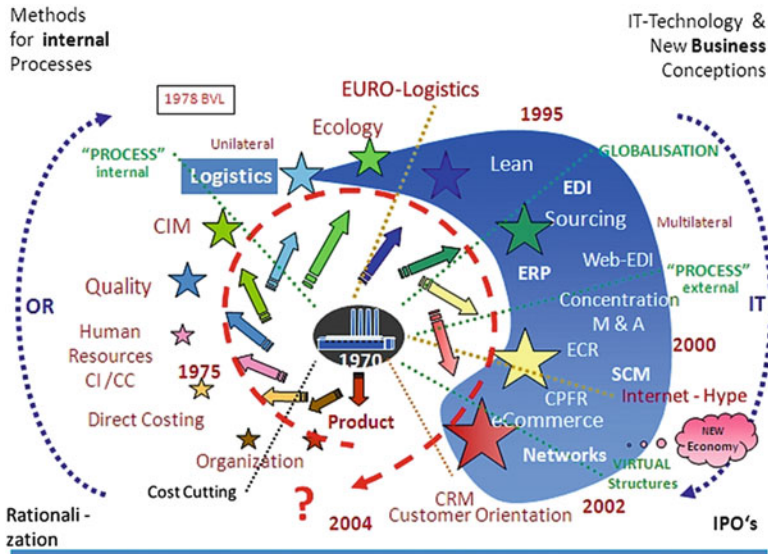 Methods
for internal
Processes
IT-Technology &
New Business
Conceptions
1978 BVL
EURO-Logistics
1995
Unilateral
Ecology
"PROCESS"
internal
Logistics
Lean
GLOBALISATION
EDI
CIM
Sourcing
Multilateral
Web-EDI
ERP
"PROCESS"
external
Quality
OR
Concentration
M & A
IT
Human
Resources
CI/CC
1975
1970
ECR
2000
SCM
Internet - Hype
Direct Costing
Product
CPFR
eCommerce
NEW
Economy
Organization
Networks
VIRTUAL
Structures
Cost Cutting
?
CRM
Customer Orientation
2002
2004
Rationali -
zation
IPO's